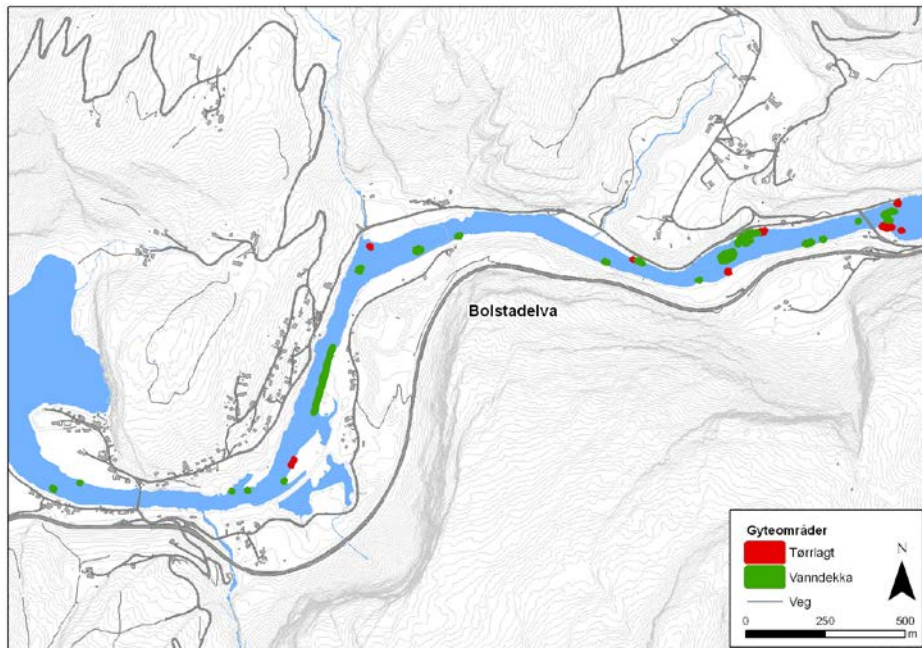 Bolstadelva
Gyteområder
Tørrlagt
Vanndekka
Veg
N
0 250 500
m